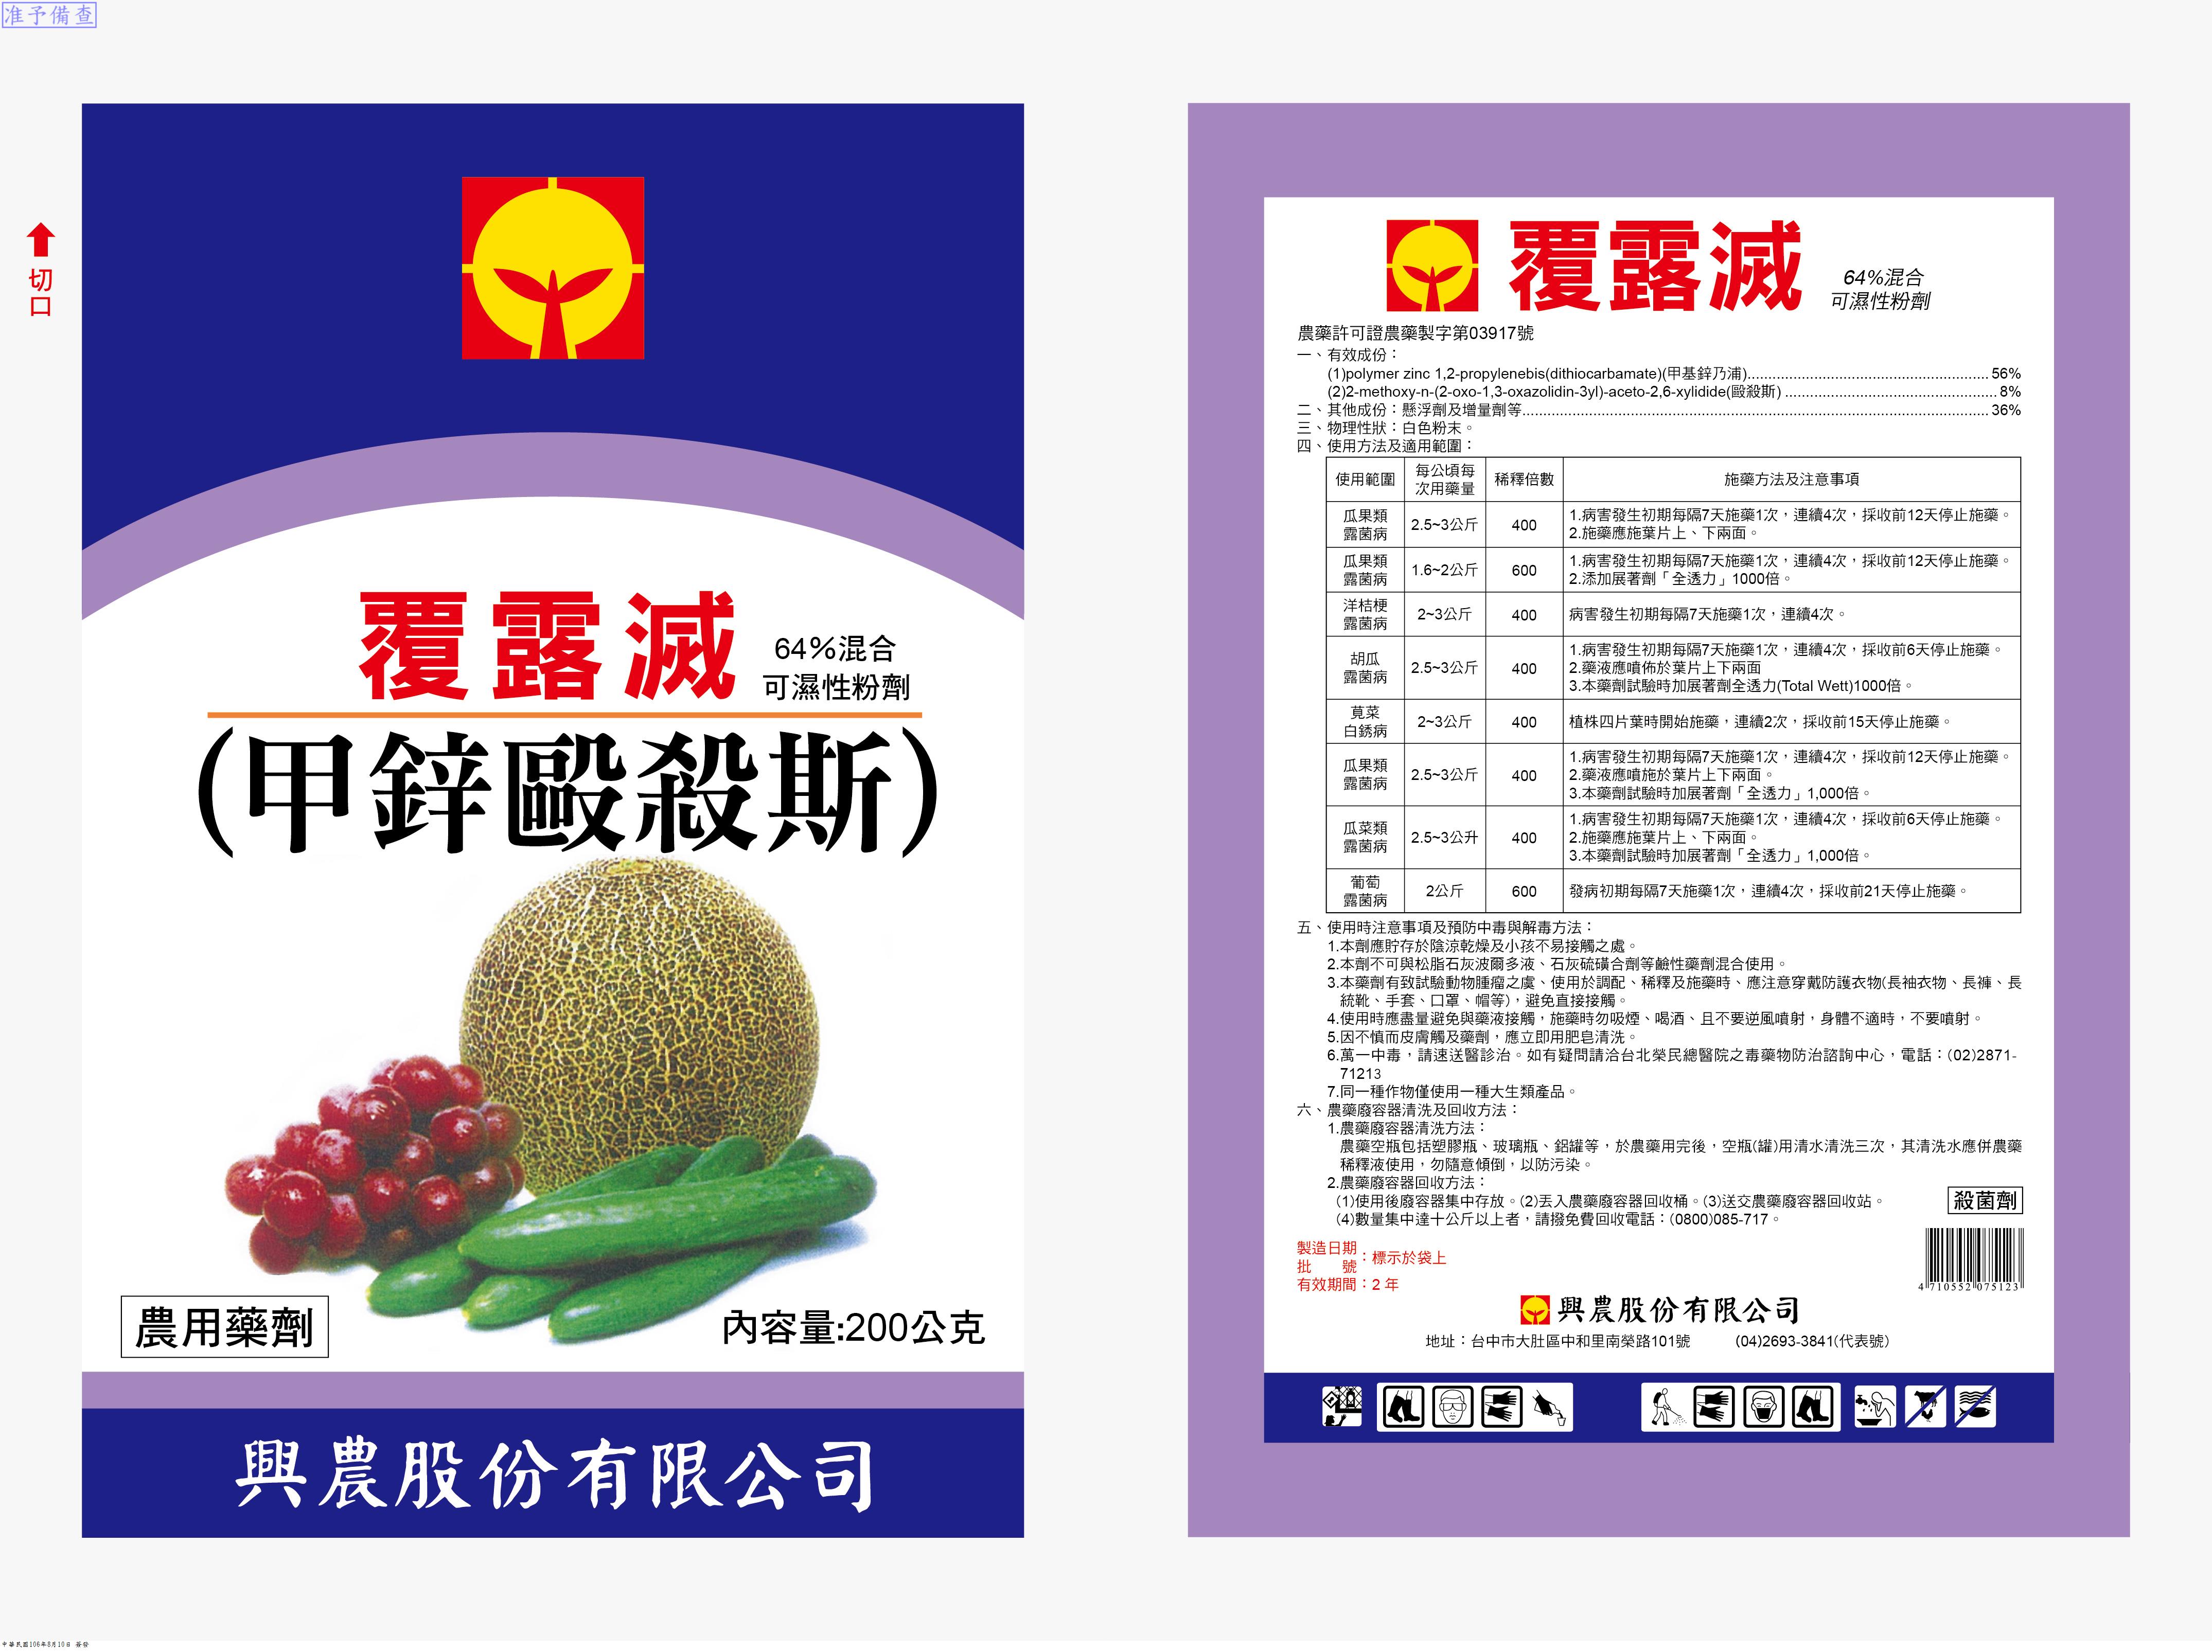 准予備查
切口
覆露滅
64%混合
可濕性粉劑
(甲鋅毆殺斯)
農用藥劑
內容量:200公克
興農股份有限公司
覆露滅
64%混合
可濕性粉劑
農藥許可證農藥製字第03917號
一、有效成份：
(1)polymer zinc 1,2-propylenebis(dithiocarbamate)(甲基鋅乃浦)..................................................... 56%
(2)2-methoxy-n-(2-oxo-1,3-oxazolidin-3yl)-aceto-2,6-xylidide(毆殺斯) .................................................. 8%
二、其他成份：懸浮劑及增量劑等................................................................................................................ 36%
三、物理性狀：白色粉末。
四、使用方法及適用範圍：
使用範圍 每公頃每次用藥量 稀釋倍數 施藥方法及注意事項
瓜果類露菌病 2.5~3公斤 400 1.病害發生初期每隔7天施藥1次，連續4次，採收前12天停止施藥。
2.施藥應施葉片上、下兩面。
瓜果類露菌病 1.6~2公斤 600 1.病害發生初期每隔7天施藥1次，連續4次，採收前12天停止施藥。
2.添加展著劑「全透力」1000倍。
洋桔梗露菌病 2~3公斤 400 病害發生初期每隔7天施藥1次，連續4次。
胡瓜露菌病 2.5~3公斤 400 1.病害發生初期每隔7天施藥1次，連續4次，採收前6天停止施藥。
2.藥液應噴佈於葉片上下兩面
3.本藥劑試驗時加展著劑全透力(Total Wett)1000倍。
莧菜白銹病 2~3公斤 400 植株四片葉時開始施藥，連續2次，採收前15天停止施藥。
瓜果類露菌病 2.5~3公斤 400 1.病害發生初期每隔7天施藥1次，連續4次，採收前12天停止施藥。
2.藥液應噴施於葉片上下兩面。
3.本藥劑試驗時加展著劑「全透力」1,000倍。
瓜菜類露菌病 2.5~3公升 400 1.病害發生初期每隔7天施藥1次，連續4次，採收前6天停止施藥。
2.施藥應施葉片上、下兩面。
3.本藥劑試驗時加展著劑「全透力」1,000倍。
葡萄露菌病 2公斤 600 發病初期每隔7天施藥1次，連續4次，採收前21天停止施藥。
五、使用時注意事項及預防中毒與解毒方法：
1.本劑應貯存於陰涼乾燥及小孩不易接觸之處。
2.本劑不可與松脂石灰波爾多液、石灰硫磺合劑等鹼性藥劑混合使用。
3.本藥劑有致試驗動物腫瘤之虞、使用於調配、稀釋及施藥時、應注意穿戴防護衣物(長袖衣物、長褲、長
統靴、手套、口罩、帽等)，避免直接接觸。
4.使用時應盡量避免與藥液接觸，施藥時勿吸煙、喝酒、且不要逆風噴射，身體不適時，不要噴射。
5.因不慎而皮膚觸及藥劑，應立即用肥皂清洗。
6.萬一中毒，請速送醫診治。如有疑問請洽台北榮民總醫院之毒藥物防治諮詢中心，電話：(02)2871-
71213
7.同一種作物僅使用一種大生類產品。
六、農藥廢容器清洗及回收方法：
1.農藥廢容器清洗方法：
農藥空瓶包括塑膠瓶、玻璃瓶、鋁罐等，於農藥用完後，空瓶(罐)用清水清洗三次，其清洗水應併農藥
稀釋液使用，勿隨意傾倒，以防污染。
2.農藥廢容器回收方法：
(1)使用後廢容器集中存放。(2)丟入農藥廢容器回收桶。(3)送交農藥廢容器回收站。
(4)數量集中達十公斤以上者，請撥免費回收電話：(0800)085-717。
殺菌劑
製造日期
批 號：標示於袋上
有效期間：2 年
4 710552 075123
興農股份有限公司
地址：台中市大肚區中和里南榮路101號 (04)2693-3841(代表號)
中華民國106年8月10日 簽發